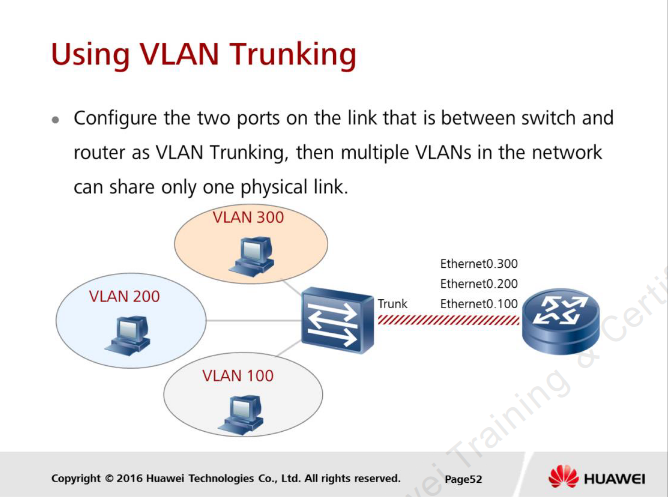 Using VLAN Trunking
• Configure the two ports on the link that is between switch and
router as VLAN Trunking, then multiple VLANs in the network
can share only one physical link.
VLAN 300
Ethernet0.300
Ethernet0.200
VLAN 200
Trunk
Ethernet0.100
VLAN 100
Training &
Copyright © 2016 Huawei Technologies Co., Ltd. All rights reserved.
Page52
HUAWEI